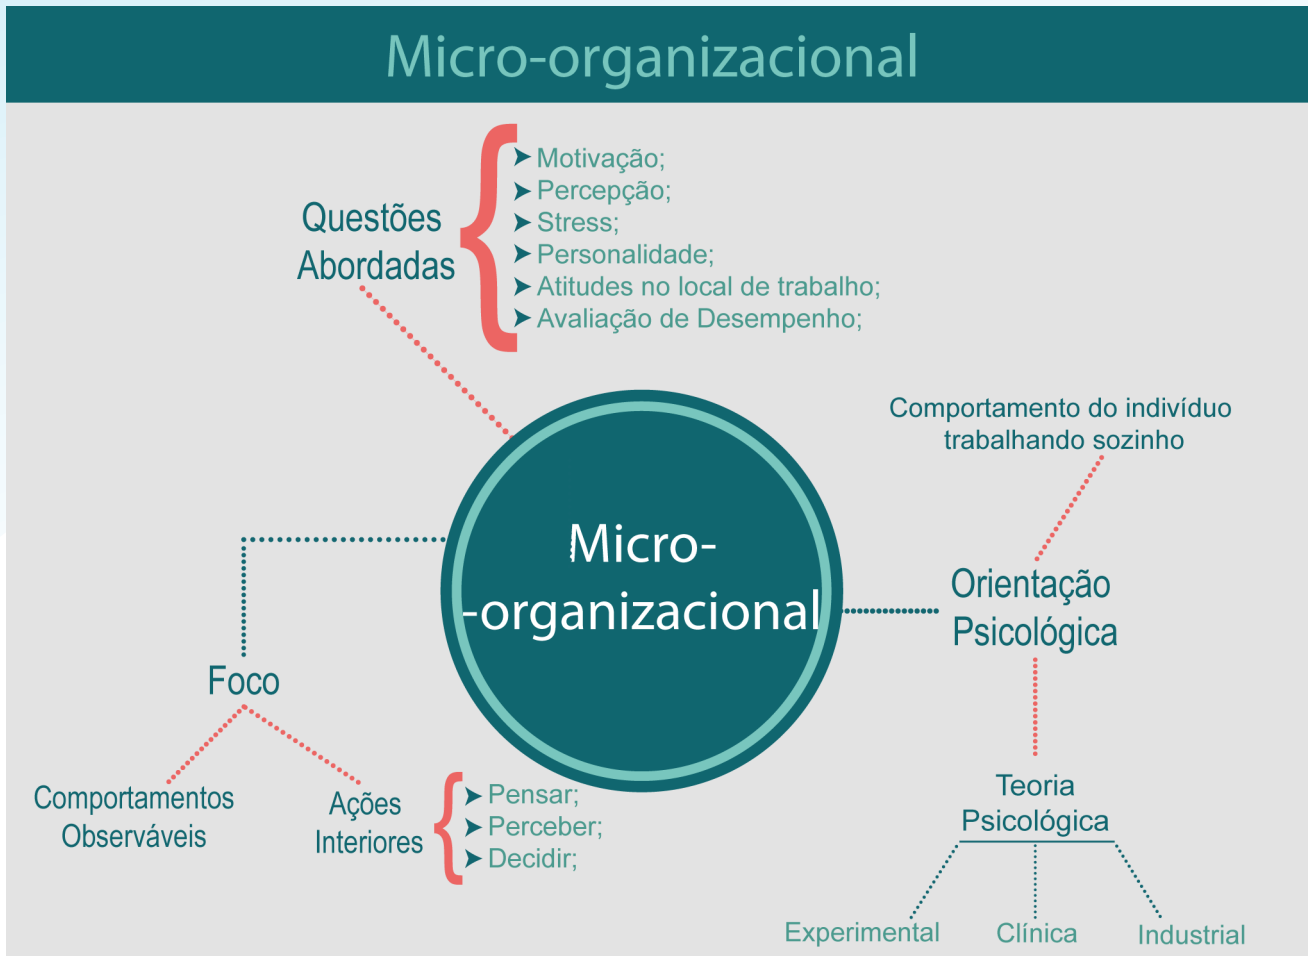 Micro-organizacional
Questões
Abordadas
Motivação;
Percepção;
Stress;
Personalidade;
Atitudes no local de trabalho;
Avaliação de Desempenho;
Comportamento do indivíduo
trabalhando sozinho
Micro-
-organizacional
Orientação
Psicológica
Foco
Comportamentos
Observáveis
Ações
Interiores
Pensar;
Perceber;
Decidir;
Teoria
Psicológica
Experimental
Clínica
Industrial